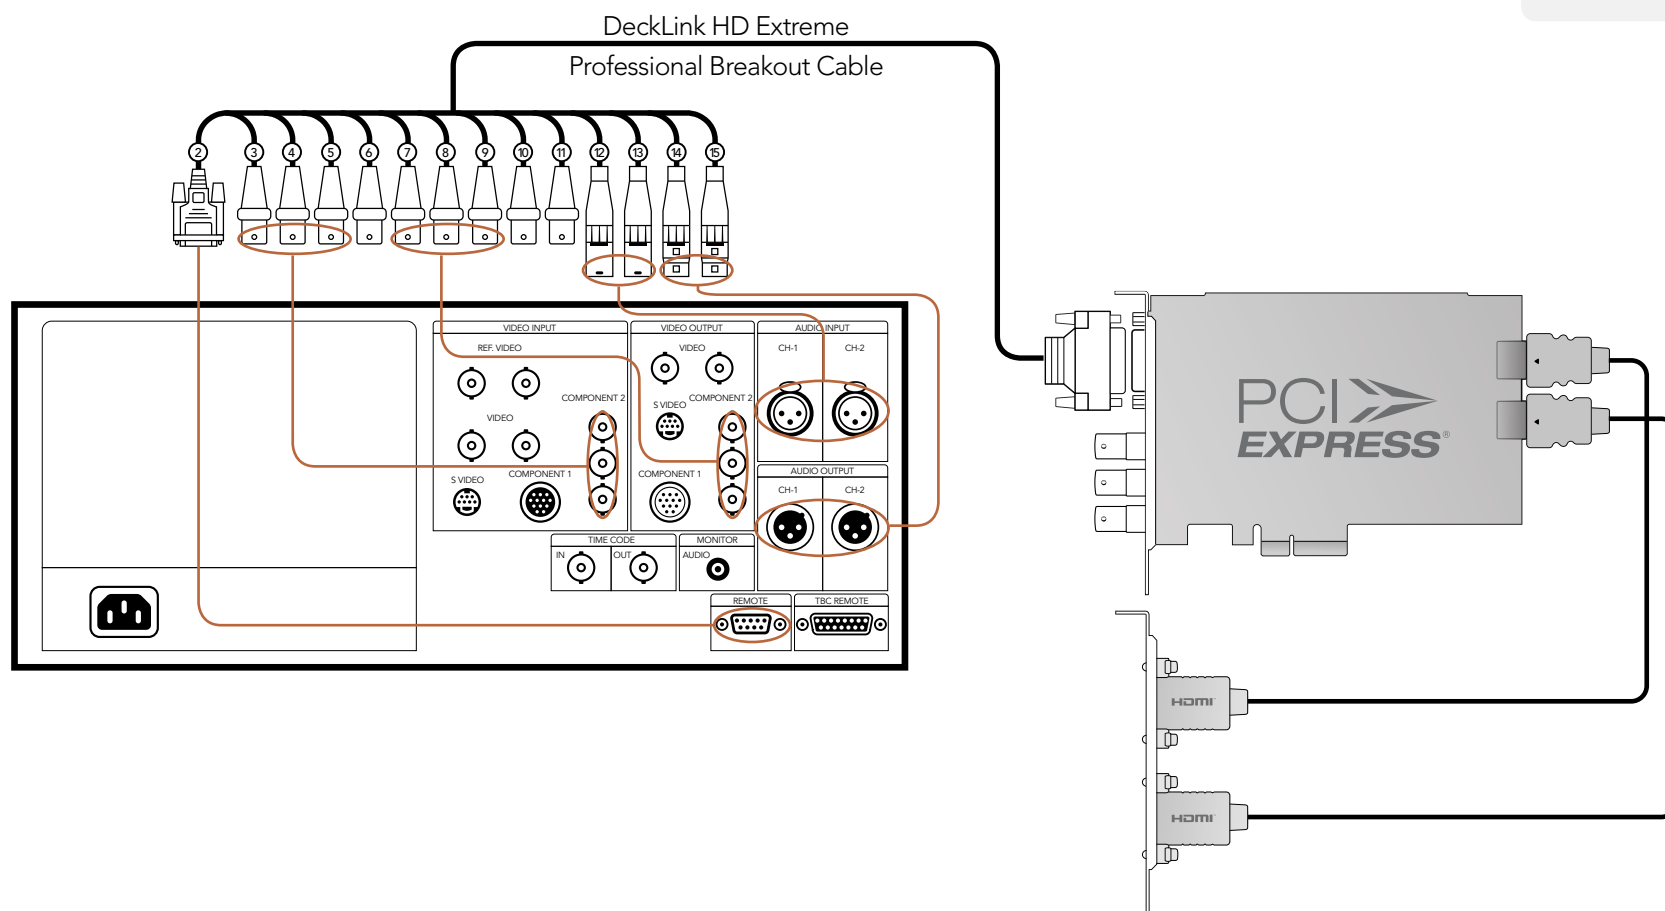 DeckLink HD Extreme
Professional Breakout Cable
2 3 4 5 6 7 8 9 10 11 12 13 14 15
VIDEO INPUT
REF. VIDEO
VIDEO
S VIDEO
COMPONENT 1
COMPONENT 2
VIDEO OUTPUT
VIDEO
S VIDEO
COMPONENT 2
COMPONENT 1
AUDIO INPUT
CH-1 CH-2
AUDIO OUTPUT
CH-1 CH-2
TIME CODE
IN OUT
MONITOR
AUDIO
REMOTE
TBC REMOTE
PCI
EXPRESS®
HDMI
HDMI